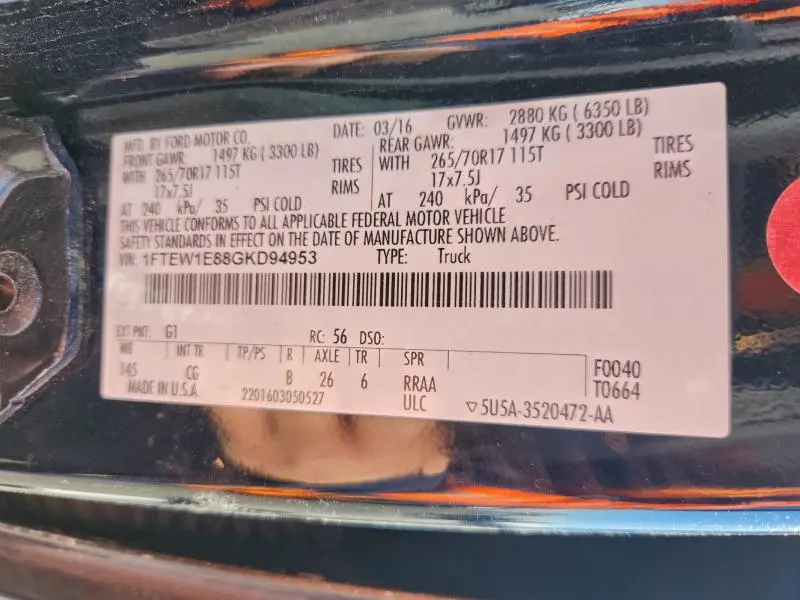 MFD. BY FORD MOTOR CO. DATE: 03/16 GVWR: 2880 KG ( 6350 LB)
FRONT GAWR: 1497 KG ( 3300 LB) REAR GAWR: 1497 KG ( 3300 LB)
WITH 265/70R17 115T TIRES WITH 265/70R17 115T TIRES
17x7.5J RIMS 17x7.5J RIMS
AT 240 kPa/ 35 PSI COLD AT 240 kPa/ 35 PSI COLD
THIS VEHICLE CONFORMS TO ALL APPLICABLE FEDERAL MOTOR VEHICLE
SAFETY STANDARDS IN EFFECT ON THE DATE OF MANUFACTURE SHOWN ABOVE.
VIN: 1FTEW1E88GKD94953 TYPE: Truck
EXT PNT: G1 RC: 56 DSO:
WB INT TR TP/PS R AXLE TR SPR F0040
145 CG B 26 6 RRAA T0664
MADE IN U.S.A. 2201603050527 ULC ▽5U5A-3520472-AA